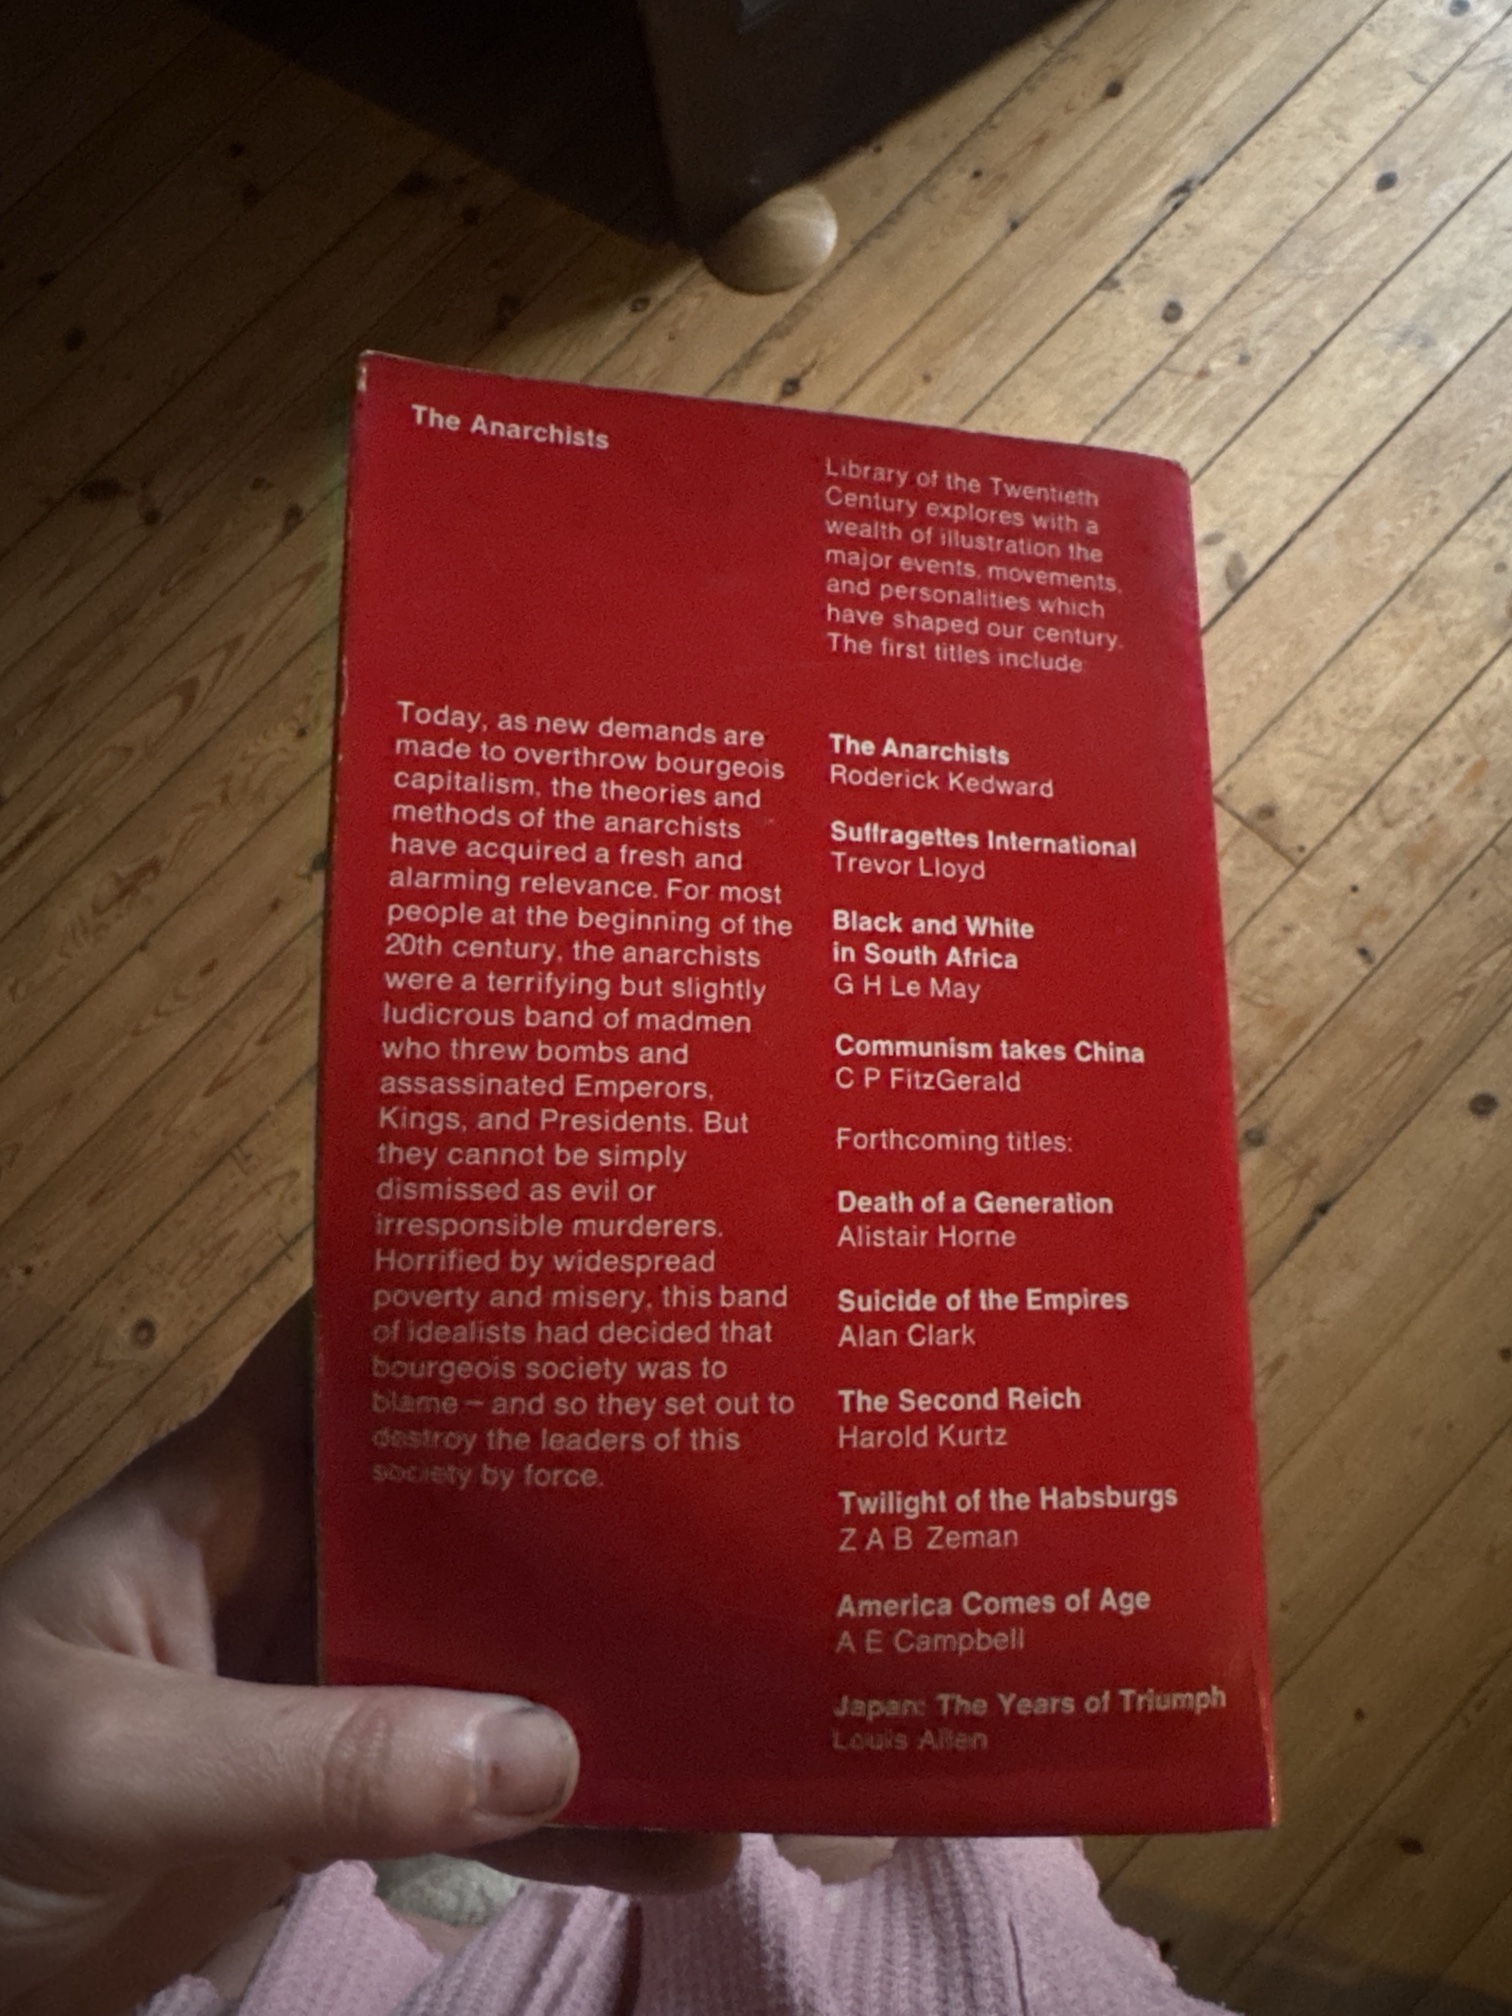 The Anarchists
Today, as new demands are
made to overthrow bourgeois
capitalism, the theories and
methods of the anarchists
have acquired a fresh and
alarming relevance. For most
people at the beginning of the
20th century, the anarchists
were a terrifying but slightly
ludicrous band of madmen
who threw bombs and
assassinated Emperors,
Kings, and Presidents. But
they cannot be simply
dismissed as evil or
irresponsible murderers.
Horrified by widespread
poverty and misery, this band
of idealists had decided that
bourgeois society was to
blame – and so they set out to
destroy the leaders of this
society by force.
Library of the Twentieth
Century explores with a
wealth of illustration the
major events, movements,
and personalities which
have shaped our century.
The first titles include:
The Anarchists
Roderick Kedward
Suffragettes International
Trevor Lloyd
Black and White
in South Africa
G H Le May
Communism takes China
C P FitzGerald
Forthcoming titles:
Death of a Generation
Alistair Horne
Suicide of the Empires
Alan Clark
The Second Reich
Harold Kurtz
Twilight of the Habsburgs
Z A B Zeman
America Comes of Age
A E Campbell
Japan: The Years of Triumph
Louis Allen